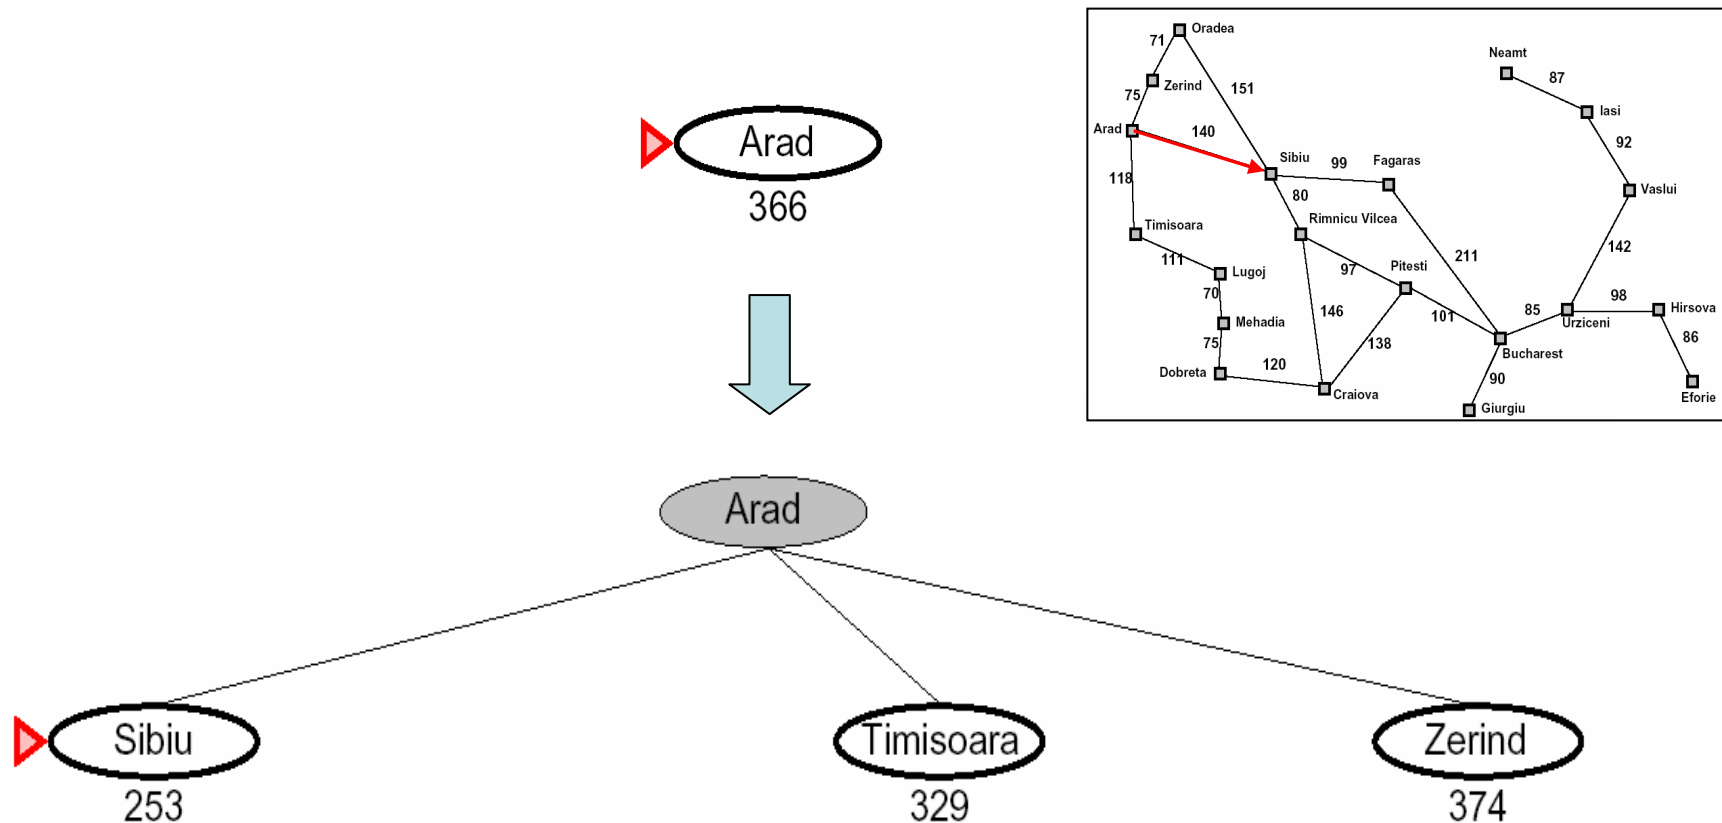 Arad
366
Oradea
71
Neamt
87
Zerind
151
75
Iasi
Arad
140
92
Sibiu
99
Fagaras
118
80
Vaslui
Timisoara
Rimnicu Vilcea
142
111
211
97
Pitesti
Lugoj
70
146
101
85
98
Hirsova
Mehadia
Urziceni
75
138
86
Bucharest
Dobreta
120
90
Craiova
Giurgiu
Eforie
Arad
Sibiu
Timisoara
Zerind
253
329
374